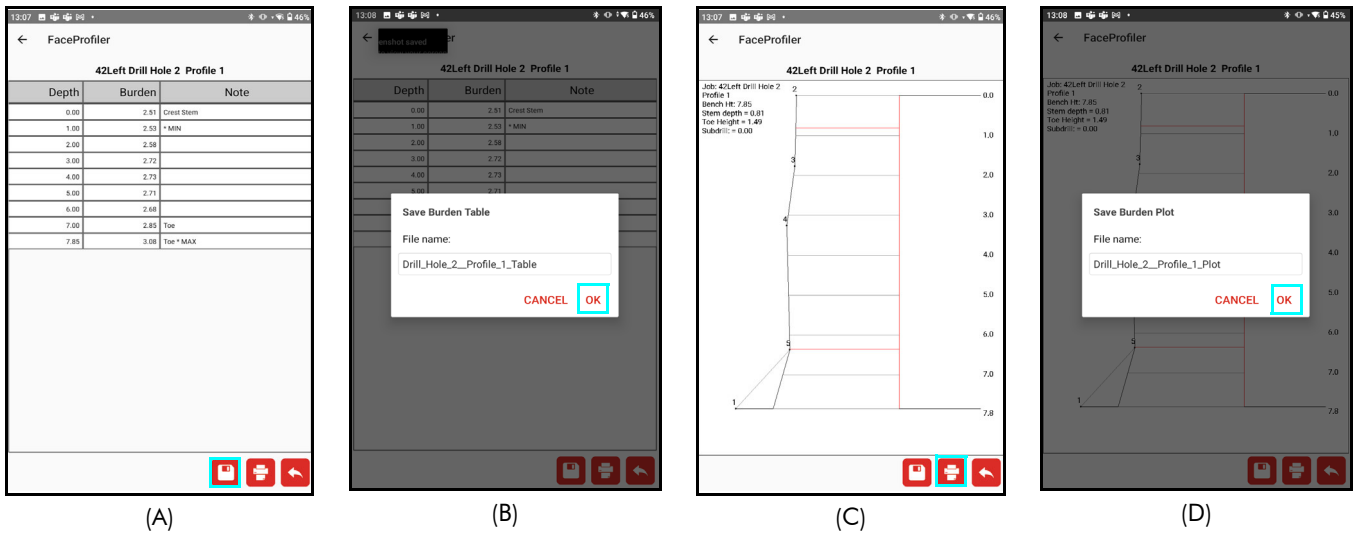 13:07 46%
FaceProfiler
42Left Drill Hole 2 Profile 1
Depth Burden Note
0.00 2.51 Crest Stem
1.00 2.53 * MIN
2.00 2.58
3.00 2.72
4.00 2.73
5.00 2.71
6.00 2.68
7.00 2.85 Toe
7.85 3.08 Toe * MAX
(A)
13:08 46%
enshot saved er
42Left Drill Hole 2 Profile 1
Depth Burden Note
0.00 2.51 Crest Stem
1.00 2.53 * MIN
2.00 2.58
3.00 2.72
4.00 2.73
5.00 2.71
Save Burden Table
File name:
Drill_Hole_2__Profile_1_Table
CANCEL OK
(B)
13:07 46%
FaceProfiler
42Left Drill Hole 2 Profile 1
Job: 42Left Drill Hole 2
Profile 1
Bench Ht: 7.85
Stem depth = 0.81
Toe Height = 1.49
Subdrill: = 0.00
2
0.0
1.0
3
2.0
4
3.0
4.0
5.0
6.0
5
7.0
1
7.8
(C)
13:08 45%
FaceProfiler
42Left Drill Hole 2 Profile 1
Job: 42Left Drill Hole 2
Profile 1
Bench Ht: 7.85
Stem depth = 0.81
Toe Height = 1.49
Subdrill: = 0.00
2
0.0
1.0
3
2.0
3.0
4.0
5.0
6.0
5
7.0
1
7.8
Save Burden Plot
File name:
Drill_Hole_2__Profile_1_Plot
CANCEL OK
(D)